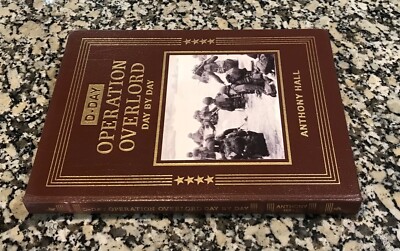 D-DAY
OPERATION
OVERLORD
DAY BY DAY
ANTHONY HALL
OPERATION OVERLORD DAY BY DAY